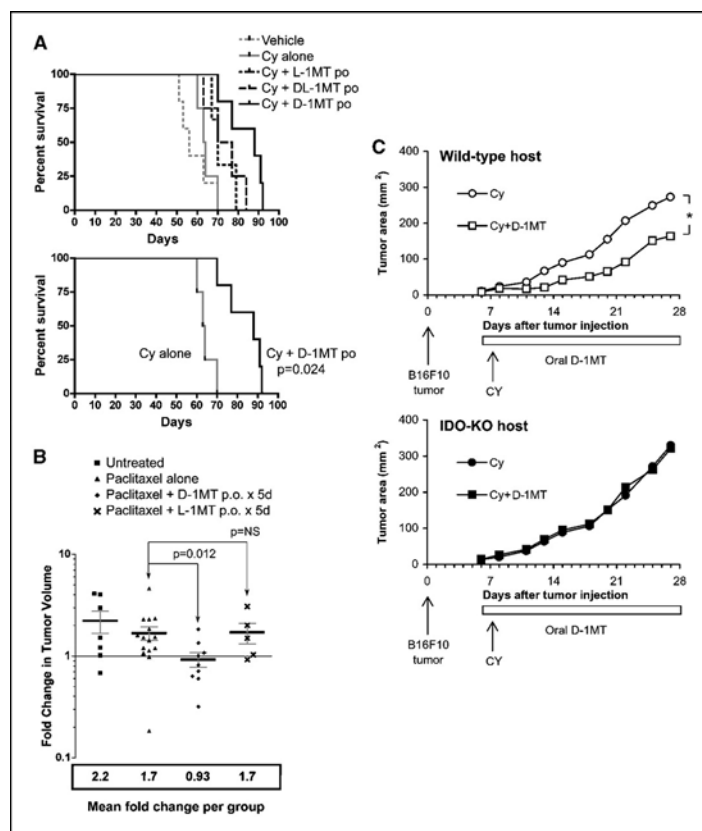 A
Vehicle
Cy alone
Cy + L-1MT po
Cy + DL-1MT po
Cy + D-1MT po
Percent survival
100
75
50
25
0
0 10 20 30 40 50 60 70 80 90 100
Days
Percent survival
100
75
50
25
0
Cy alone
Cy + D-1MT po
p=0.024
0 10 20 30 40 50 60 70 80 90 100
Days
B
Untreated
Paclitaxel alone
Paclitaxel + D-1MT p.o. x 5d
Paclitaxel + L-1MT p.o. x 5d
p=NS
p=0.012
Fold Change in Tumor Volume
10
1
0.1
2.2 1.7 0.93 1.7
Mean fold change per group
C
Wild-type host
Cy
Cy+D-1MT
*
Tumor area (mm 2)
400
300
200
100
0
0 7 14 21 28
Days after tumor injection
Oral D-1MT
B16F10
tumor
CY
IDO-KO host
Cy
Cy+D-1MT
Tumor area (mm 2)
400
300
200
100
0
0 7 14 21 28
Days after tumor injection
Oral D-1MT
B16F10
tumor
CY